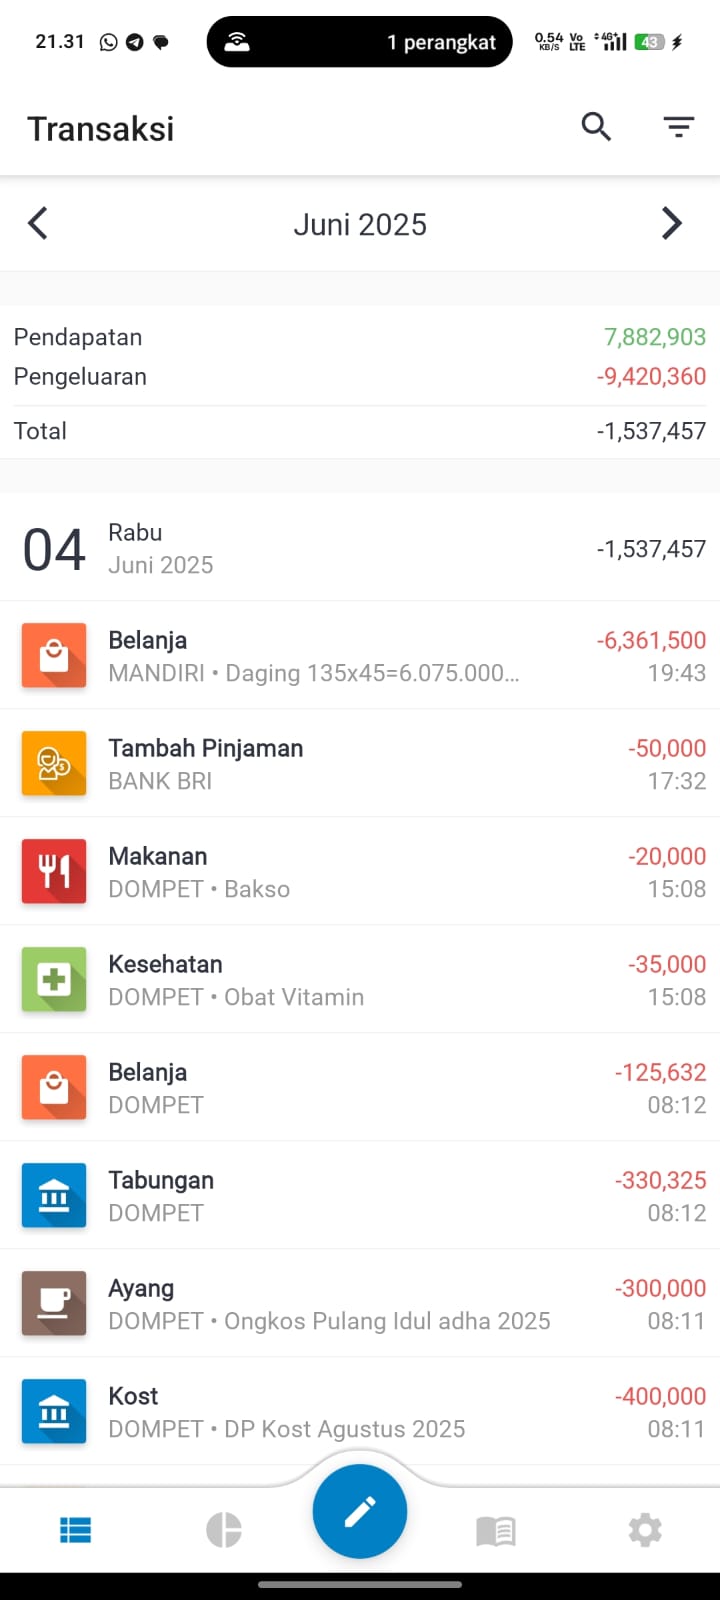 21.31
1 perangkat
0.54 KB/S
Vo LTE
4G+
43
Transaksi
Juni 2025
Pendapatan 7,882,903
Pengeluaran -9,420,360
Total -1,537,457
04 Rabu -1,537,457
Juni 2025
Belanja -6,361,500
MANDIRI • Daging 135x45=6.075.000... 19:43
Tambah Pinjaman -50,000
BANK BRI 17:32
Makanan -20,000
DOMPET • Bakso 15:08
Kesehatan -35,000
DOMPET • Obat Vitamin 15:08
Belanja -125,632
DOMPET 08:12
Tabungan -330,325
DOMPET 08:12
Ayang -300,000
DOMPET • Ongkos Pulang Idul adha 2025 08:11
Kost -400,000
DOMPET • DP Kost Agustus 2025 08:11